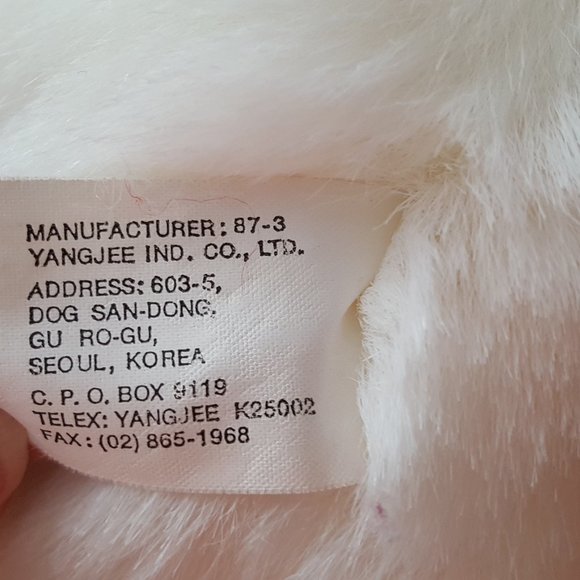 MANUFACTURER: 87-3
YANGJEE IND. CO., LTD.
ADDRESS: 603-5,
DOG SAN-DONG.
GU RO-GU,
SEOUL, KOREA
C. P. O. BOX 9119
TELEX: YANGJEE K25002
FAX: (02) 865-1968